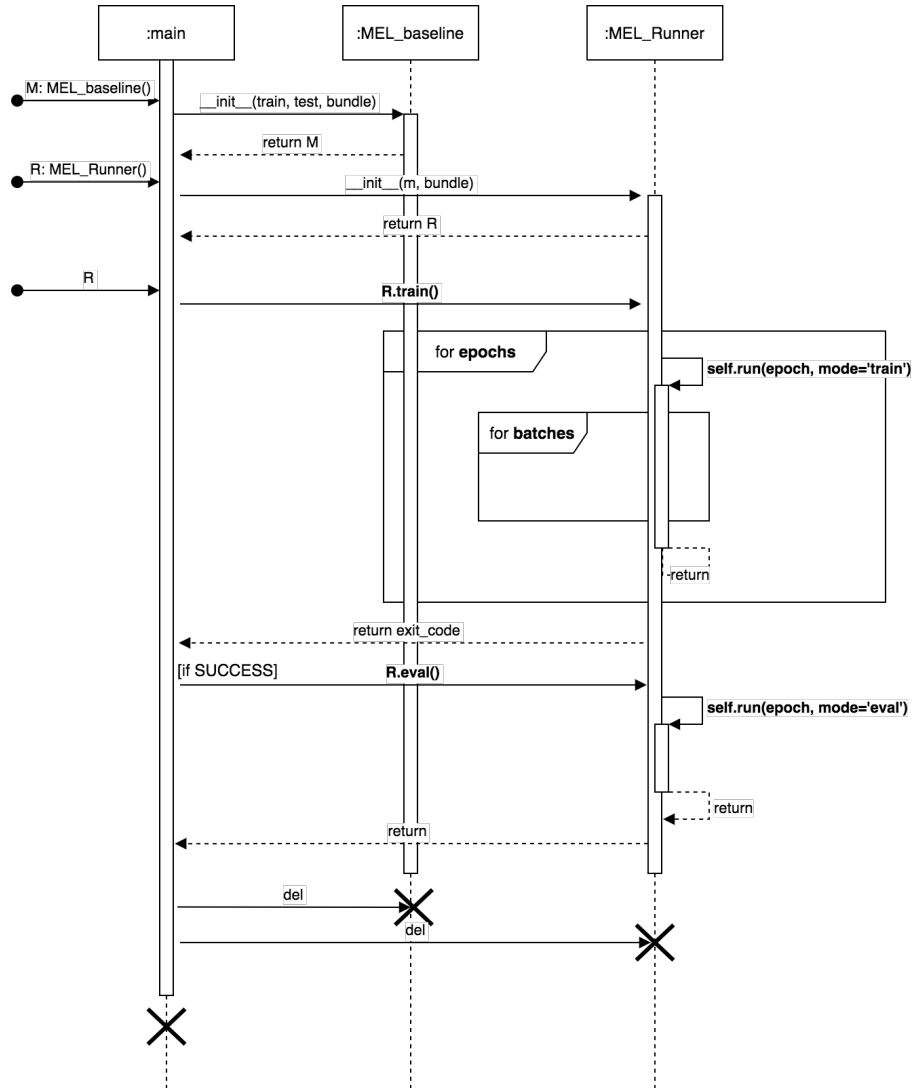 :main
:MEL_baseline
:MEL_Runner
M: MEL_baseline()
__init__(train, test, bundle)
return M
R: MEL_Runner()
__init__(m, bundle)
return R
R
R.train()
for epochs
self.run(epoch, mode='train')
for batches
return
return exit_code
[if SUCCESS]
R.eval()
self.run(epoch, mode='eval')
return
return
del
del